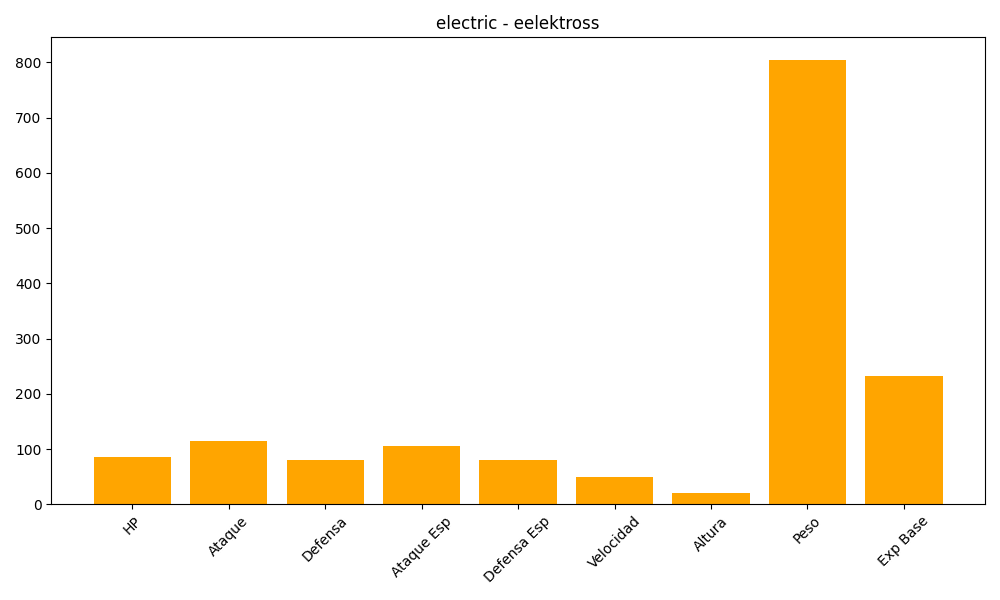 electric - eelektross
800
700
600
500
400
300
200
100
0
HP
Ataque
Defensa
Ataque Esp
Defensa Esp
Velocidad
Altura
Peso
Exp Base